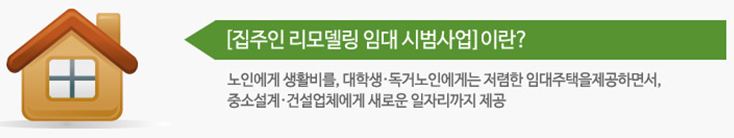 [집주인 리모델링 임대 시범사업]이란?
노인에게 생활비를, 대학생·독거노인에게는 저렴한 임대주택을제공하면서,
중소설계·건설업체에게 새로운 일자리까지 제공